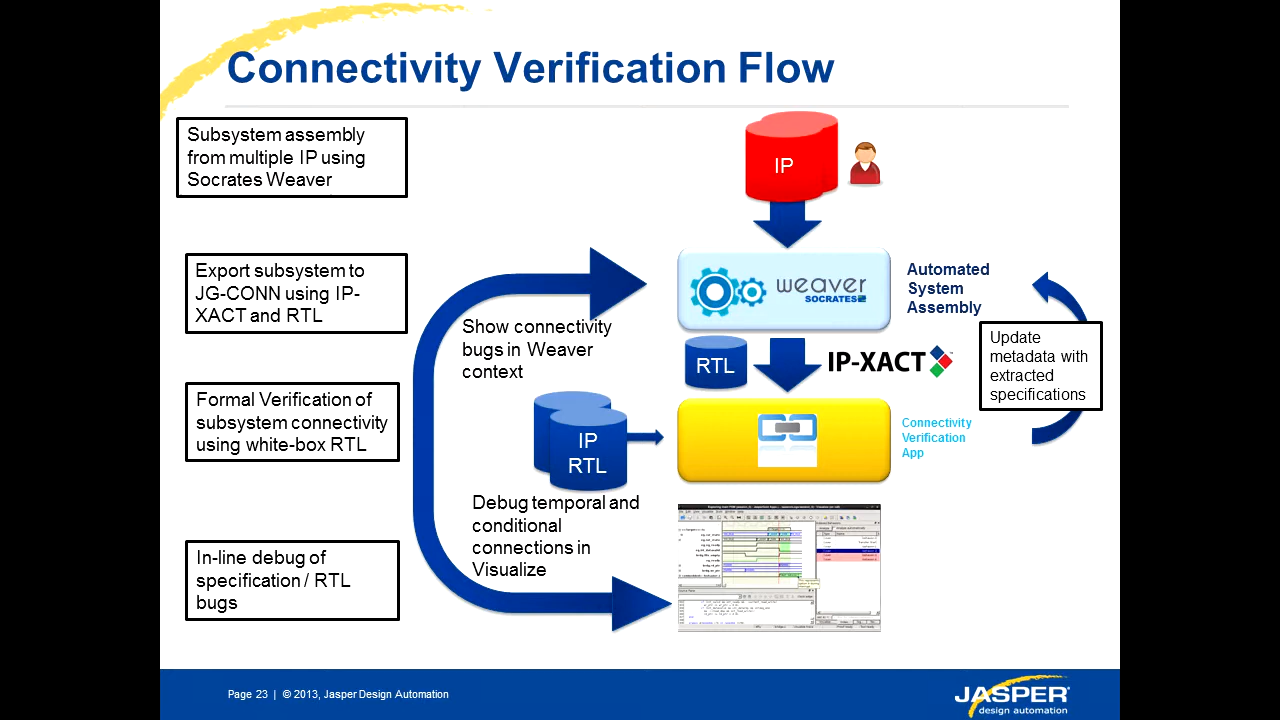 Connectivity Verification Flow
Subsystem assembly
from multiple IP using
Socrates Weaver
IP
Export subsystem to
JG-CONN using IP-
XACT and RTL
weaver
SOCRATES
Automated
System
Assembly
Show connectivity
bugs in Weaver
context
RTL
IP-XACT
Update
metadata with
extracted
specifications
Formal Verification of
subsystem connectivity
using white-box RTL
IP
RTL
Connectivity
Verification
App
Debug temporal and
conditional
connections in
Visualize
In-line debug of
specification / RTL
bugs
Page 23 | © 2013, Jasper Design Automation
JASPER
design automation